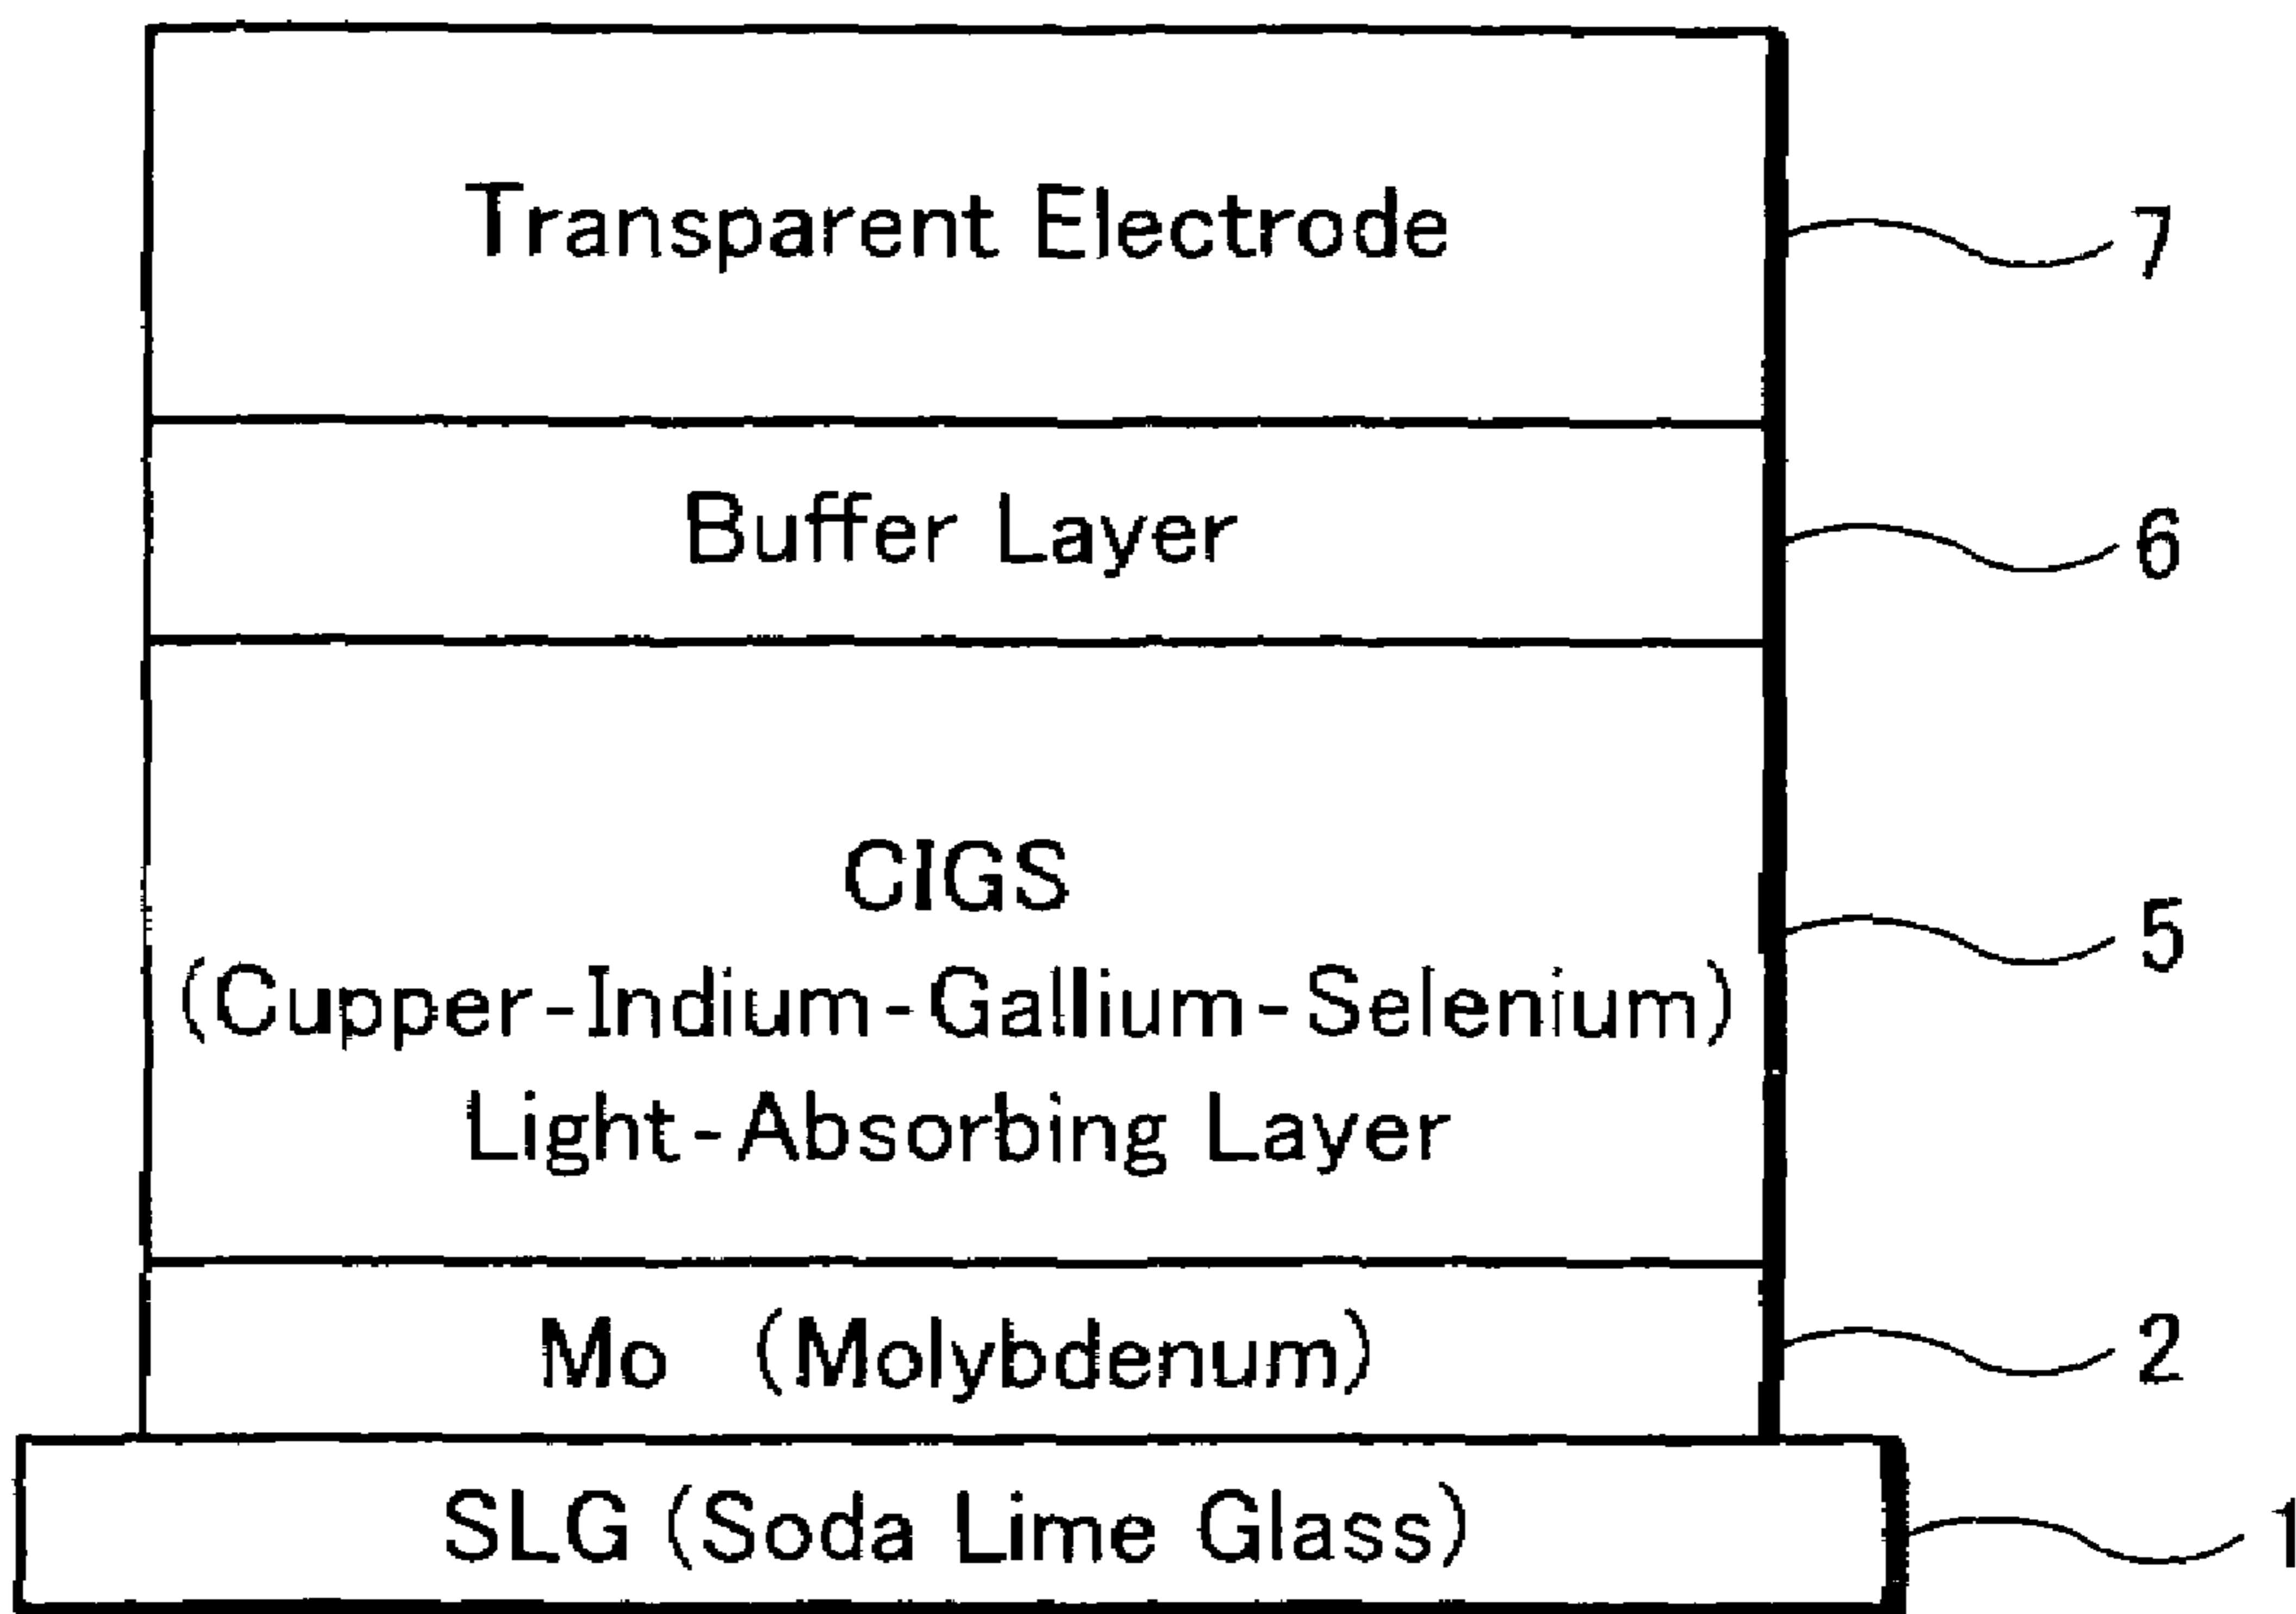 Transparent Electrode 7
Buffer Layer 6
CIGS
5
(Cupper-Indium-Gallium-Selenium)
Light-Absorbing Layer
Mo (Molybdenum) 2
SLG (Soda Lime Glass) 1